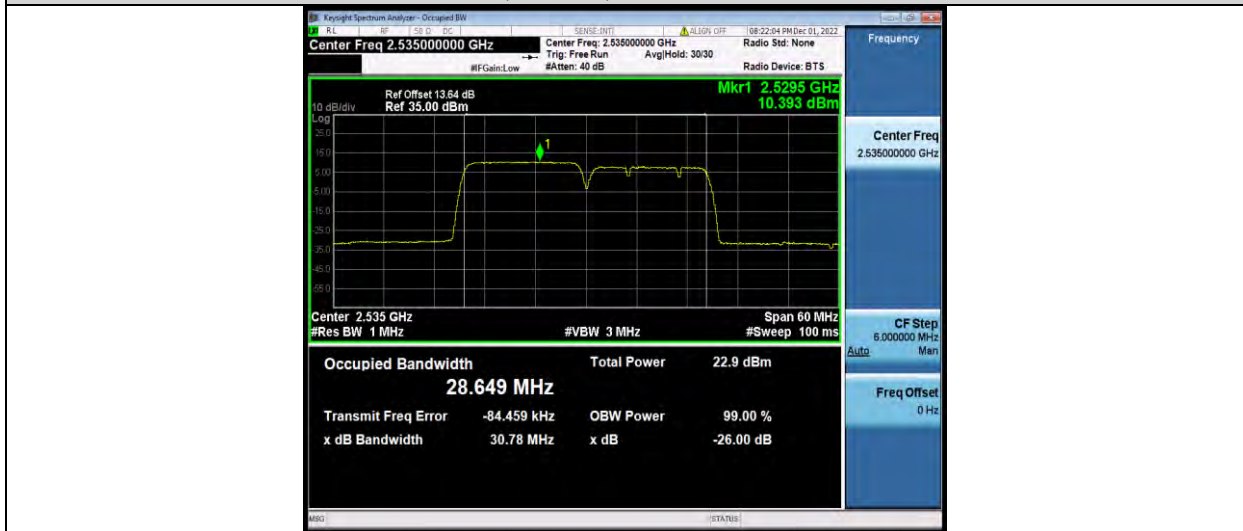 Keysight Spectrum Analyzer - Occupied BW
RL RF 50 Ω DC SENSE:INT ALIGN OFF 08:22:04 PM Dec 01, 2022
Center Freq 2.535000000 GHz
Center Freq: 2.535000000 GHz
Radio Std: None
Trig: Free Run Avg|Hold: 30/30
#IFGain:Low #Atten: 40 dB Radio Device: BTS
Frequency
Ref Offset 13.64 dB
10 dB/div Ref 35.00 dBm
Mkr1 2.5295 GHz
10.393 dBm
Log
25.0
15.0
5.00
-5.00
-15.0
-25.0
-35.0
-45.0
-55.0
1
Center 2.535 GHz
Span 60 MHz
#Res BW 1 MHz #VBW 3 MHz #Sweep 100 ms
Center Freq
2.535000000 GHz
CF Step
6.000000 MHz
Auto Man
Freq Offset
0 Hz
Occupied Bandwidth Total Power 22.9 dBm
28.649 MHz
Transmit Freq Error -84.459 kHz OBW Power 99.00 %
x dB Bandwidth 30.78 MHz x dB -26.00 dB
MSG STATUS